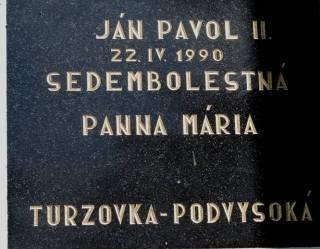 JÁN PAVOL II.
22. IV. 1990
SEDEMBOLESTNÁ
PANNA MÁRIA
TURZOVKA-PODVYSOKÁ